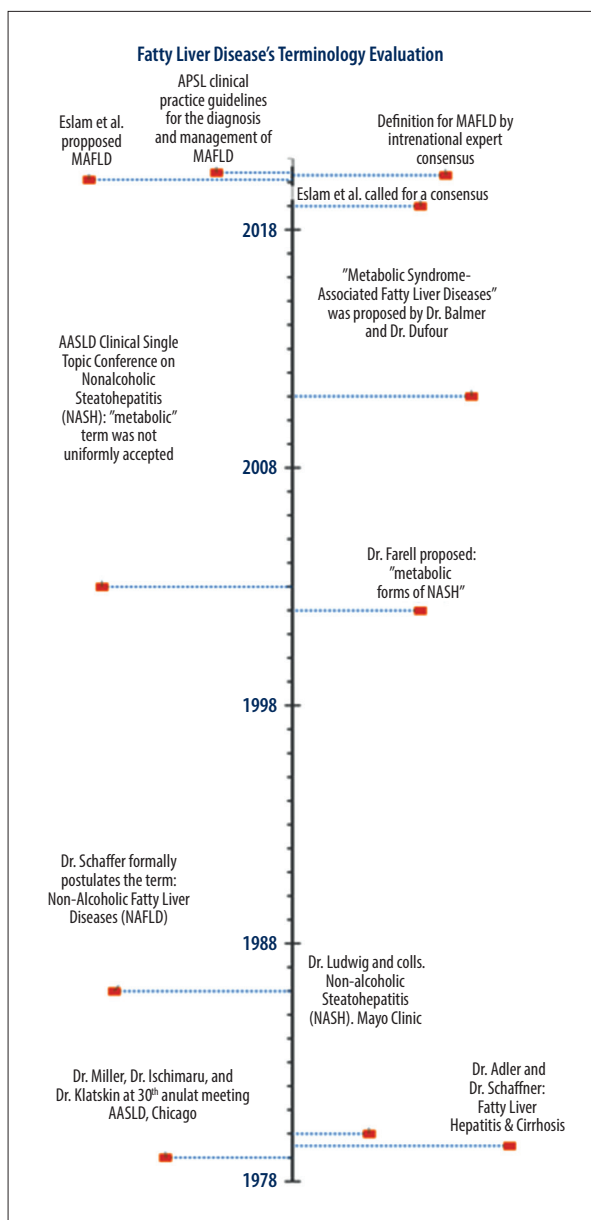 Fatty Liver Disease's Terminology Evaluation
APSL clinical
practice guidelines
for the diagnosis
and management of
MAFLD
Eslam et al.
propposed
MAFLD
Definition for MAFLD by
intrenational expert
consensus
Eslam et al. called for a consensus
2018
"Metabolic Syndrome-
Associated Fatty Liver Diseases"
was proposed by Dr. Balmer
and Dr. Dufour
AASLD Clinical Single
Topic Conference on
Nonalcoholic
Steatohepatitis
(NASH): "metabolic"
term was not
uniformly accepted
2008
Dr. Farell proposed:
"metabolic
forms of NASH"
1998
Dr. Schaffer formally
postulates the term:
Non-Alcoholic Fatty Liver
Diseases (NAFLD)
1988
Dr. Ludwig and colls.
Non-alcoholic
Steatohepatitis
(NASH). Mayo Clinic
Dr. Miller, Dr. Ischimaru, and
Dr. Klatskin at 30th anulat meeting
AASLD, Chicago
Dr. Adler and
Dr. Schaffner:
Fatty Liver
Hepatitis & Cirrhosis
1978